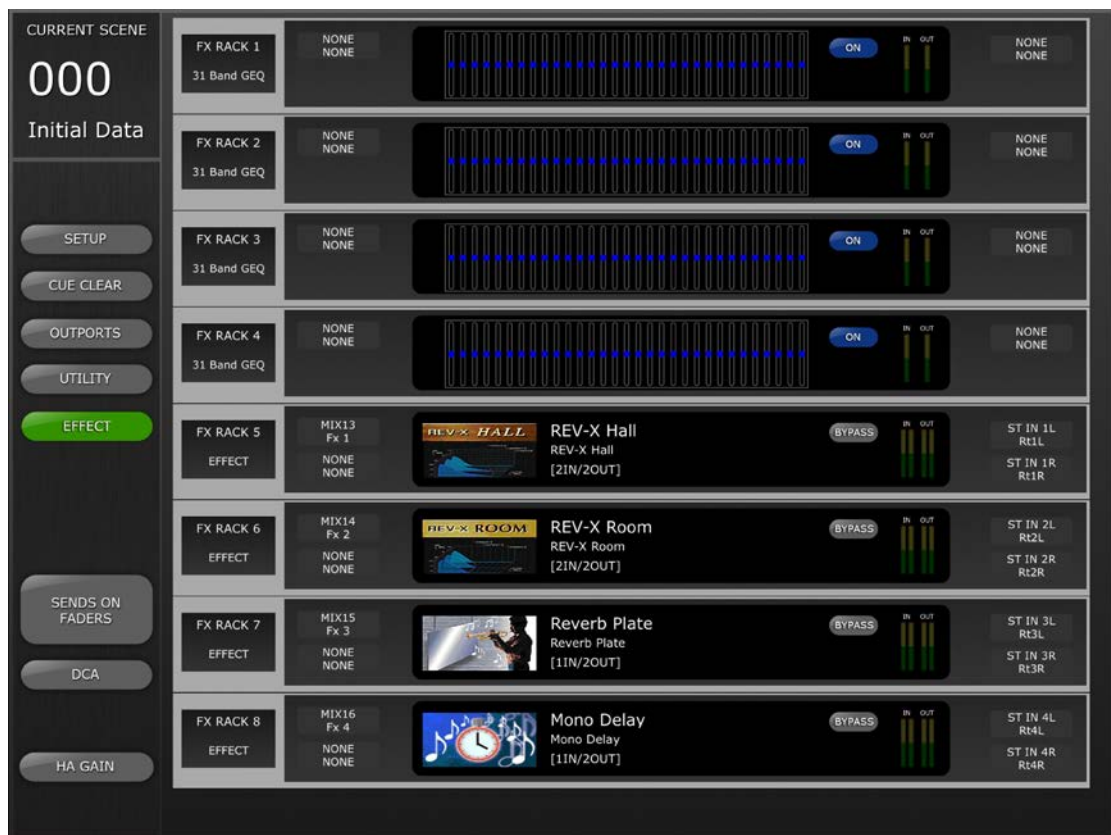 CURRENT SCENE
000
Initial Data
SETUP
CUE CLEAR
OUTPORTS
UTILITY
EFFECT
SENDS ON
FADERS
DCA
HA GAIN
FX RACK 1
31 Band GEQ
NONE
NONE
ON
IN OUT
NONE
NONE
FX RACK 2
31 Band GEQ
NONE
NONE
ON
IN OUT
NONE
NONE
FX RACK 3
31 Band GEQ
NONE
NONE
ON
IN OUT
NONE
NONE
FX RACK 4
31 Band GEQ
NONE
NONE
ON
IN OUT
NONE
NONE
FX RACK 5
EFFECT
MIX13
Fx 1
NONE
NONE
REV-X HALL
REV-X Hall
REV-X Hall
[2IN/2OUT]
BYPASS
IN OUT
ST IN 1L
Rt1L
ST IN 1R
Rt1R
FX RACK 6
EFFECT
MIX14
Fx 2
NONE
NONE
REV-X ROOM
REV-X Room
REV-X Room
[2IN/2OUT]
BYPASS
IN OUT
ST IN 2L
Rt2L
ST IN 2R
Rt2R
FX RACK 7
EFFECT
MIX15
Fx 3
NONE
NONE
Reverb Plate
Reverb Plate
[1IN/2OUT]
BYPASS
IN OUT
ST IN 3L
Rt3L
ST IN 3R
Rt3R
FX RACK 8
EFFECT
MIX16
Fx 4
NONE
NONE
Mono Delay
Mono Delay
[1IN/2OUT]
BYPASS
IN OUT
ST IN 4L
Rt4L
ST IN 4R
Rt4R